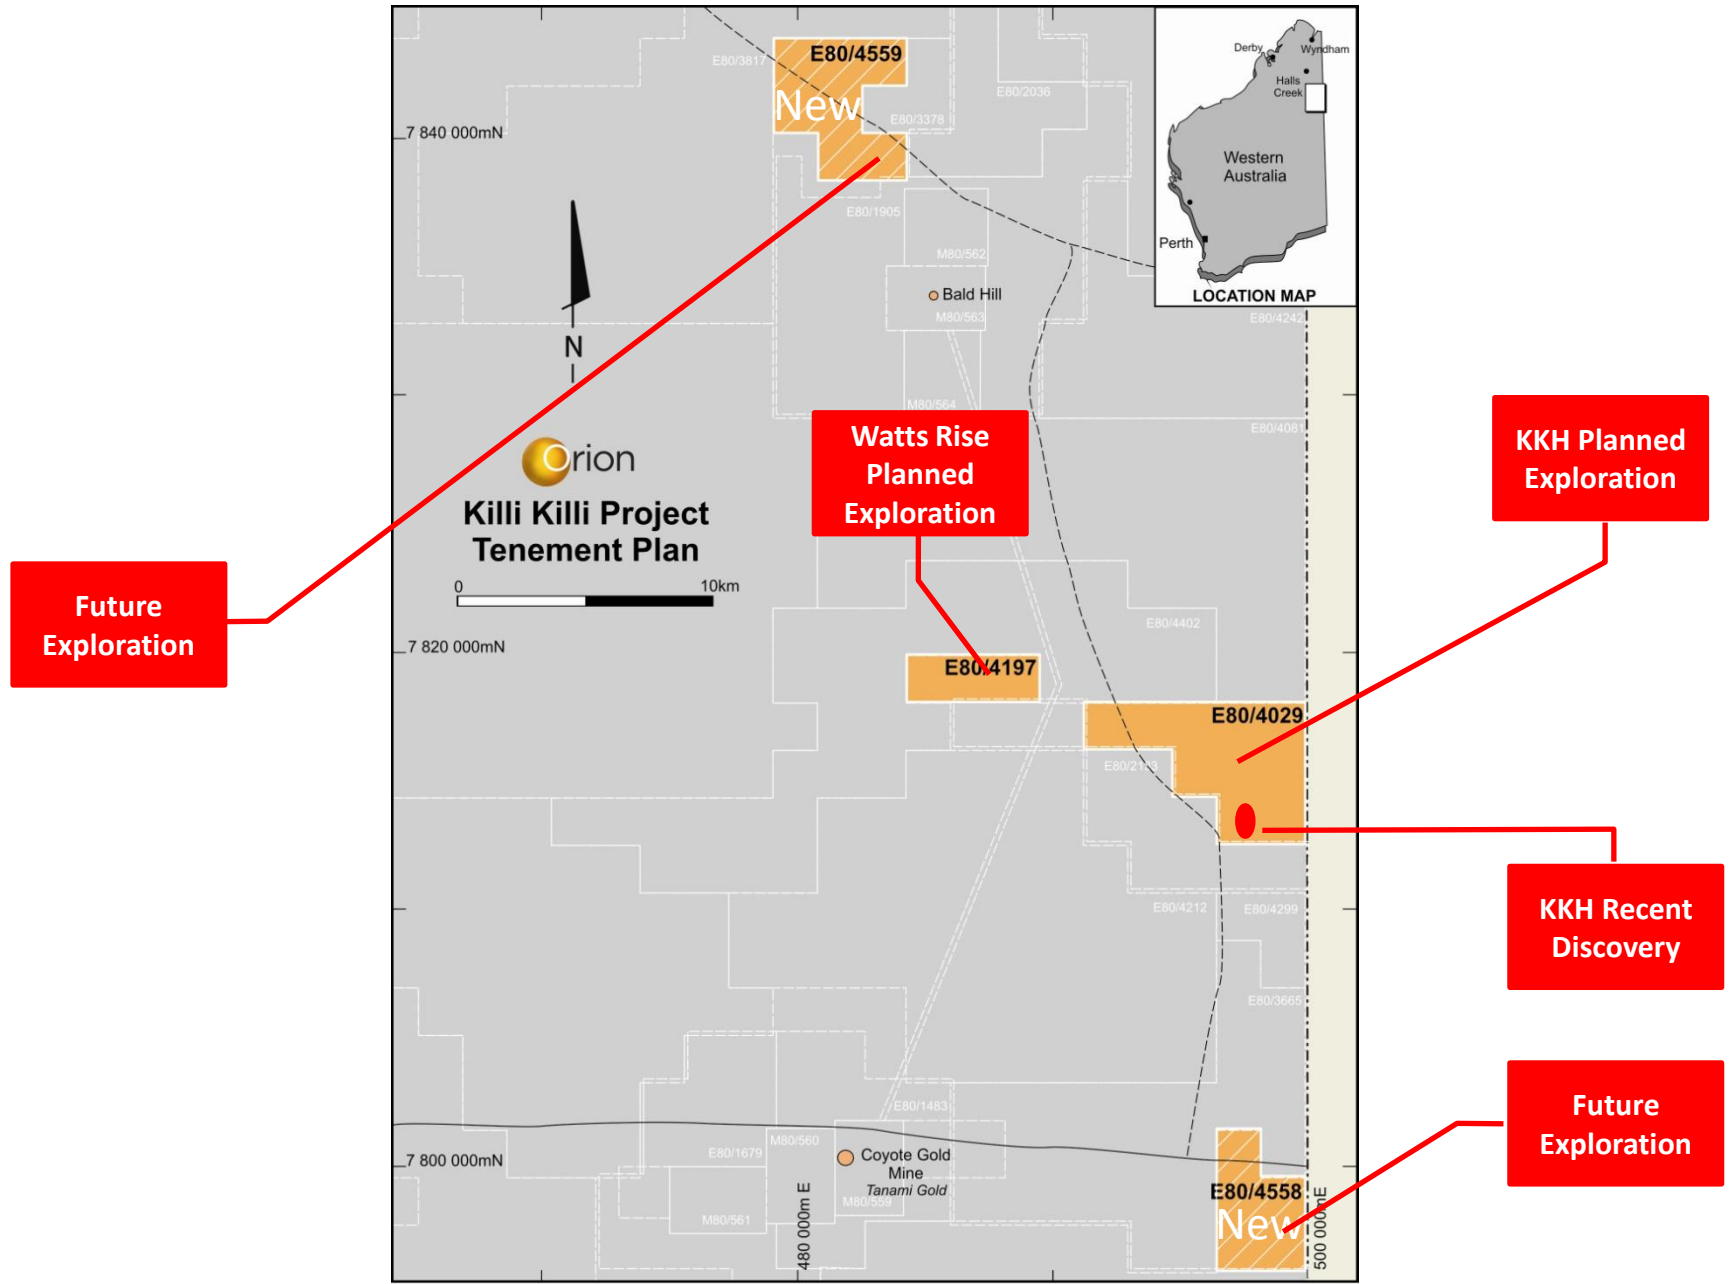 E80/3817
E80/4559
New
E80/2036
E80/3378
7 840 000mN
E80/1905
M80/562
Bald Hill
M80/563
M80/564
N
Derby
Wyndham
Halls
Creek
Western
Australia
Perth
LOCATION MAP
E80/4242
E80/4081
Orion
Killi Killi Project
Tenement Plan
0
10km
Watts Rise
Planned
Exploration
KKH Planned
Exploration
Future
Exploration
7 820 000mN
E80/4402
E80/4197
E80/4029
E80/2133
KKH Recent
Discovery
E80/4212
E80/4299
E80/3665
E80/1483
M80/560
E80/1679
7 800 000mN
Coyote Gold
Mine
Tanami Gold
M80/559
M80/561
480 000m E
E80/4558
New
500 000mE
Future
Exploration